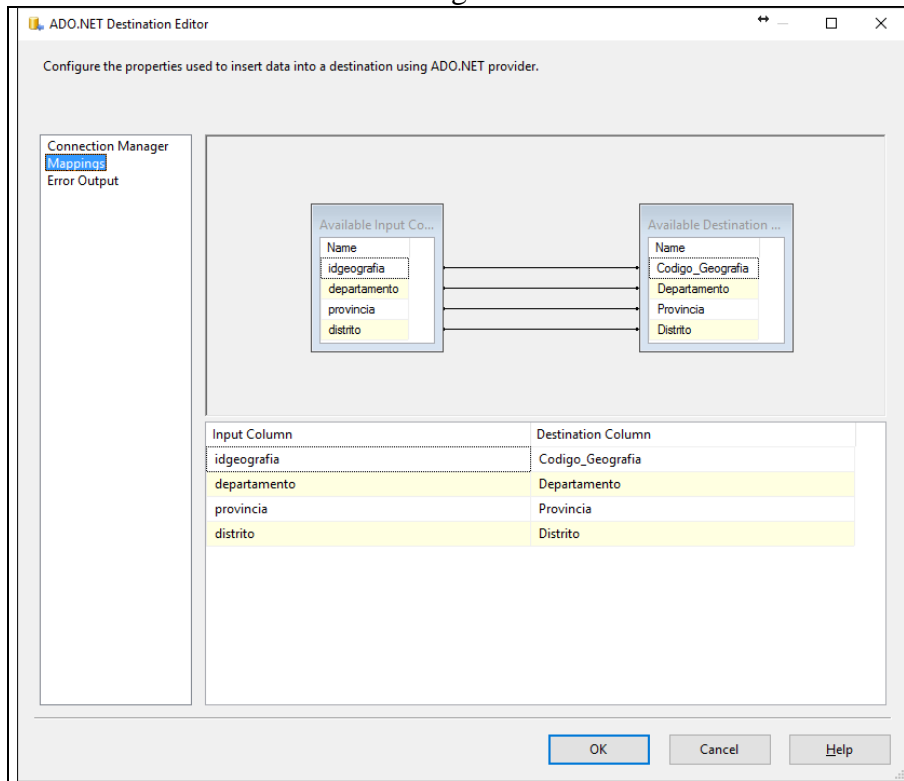 ADO.NET Destination Editor
Configure the properties used to insert data into a destination using ADO.NET provider.
Connection Manager
Mappings
Error Output
Available Input Co...
Name
idgeografia
departamento
provincia
distrito
Available Destination ...
Name
Codigo_Geografia
Departamento
Provincia
Distrito
Input Column Destination Column
idgeografia Codigo_Geografia
departamento Departamento
provincia Provincia
distrito Distrito
OK Cancel Help